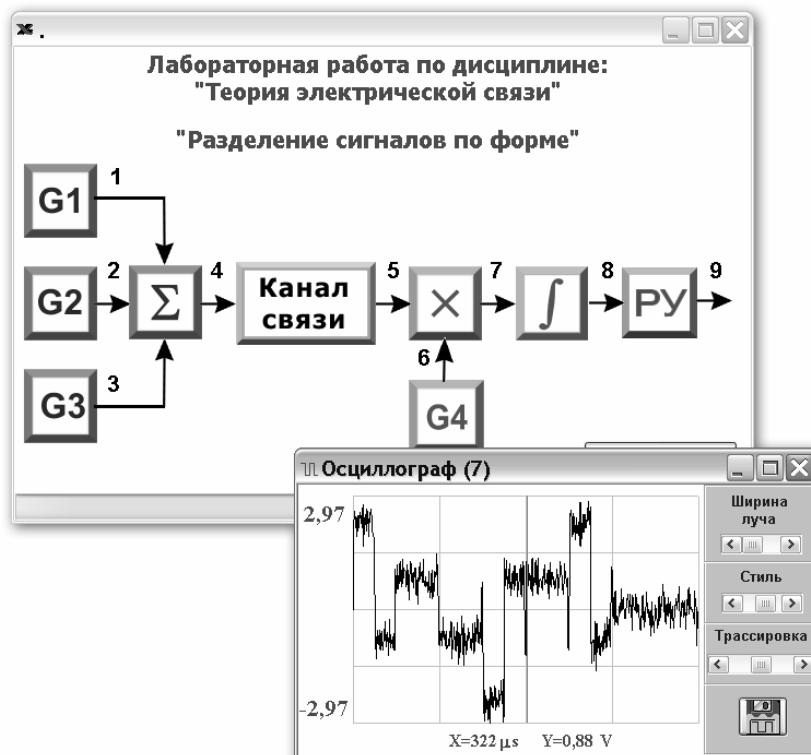 .
Лабораторная работа по дисциплине:
"Теория электрической связи"
"Разделение сигналов по форме"
G1
1
G2
2
Σ
4
Канал
связи
5
×
7
∫
8
РУ
9
G3
3
6
G4
Осциллограф (7)
2,97
-2,97
X=322 μs Y=0,88 V
Ширина
луча
Стиль
Трассировка